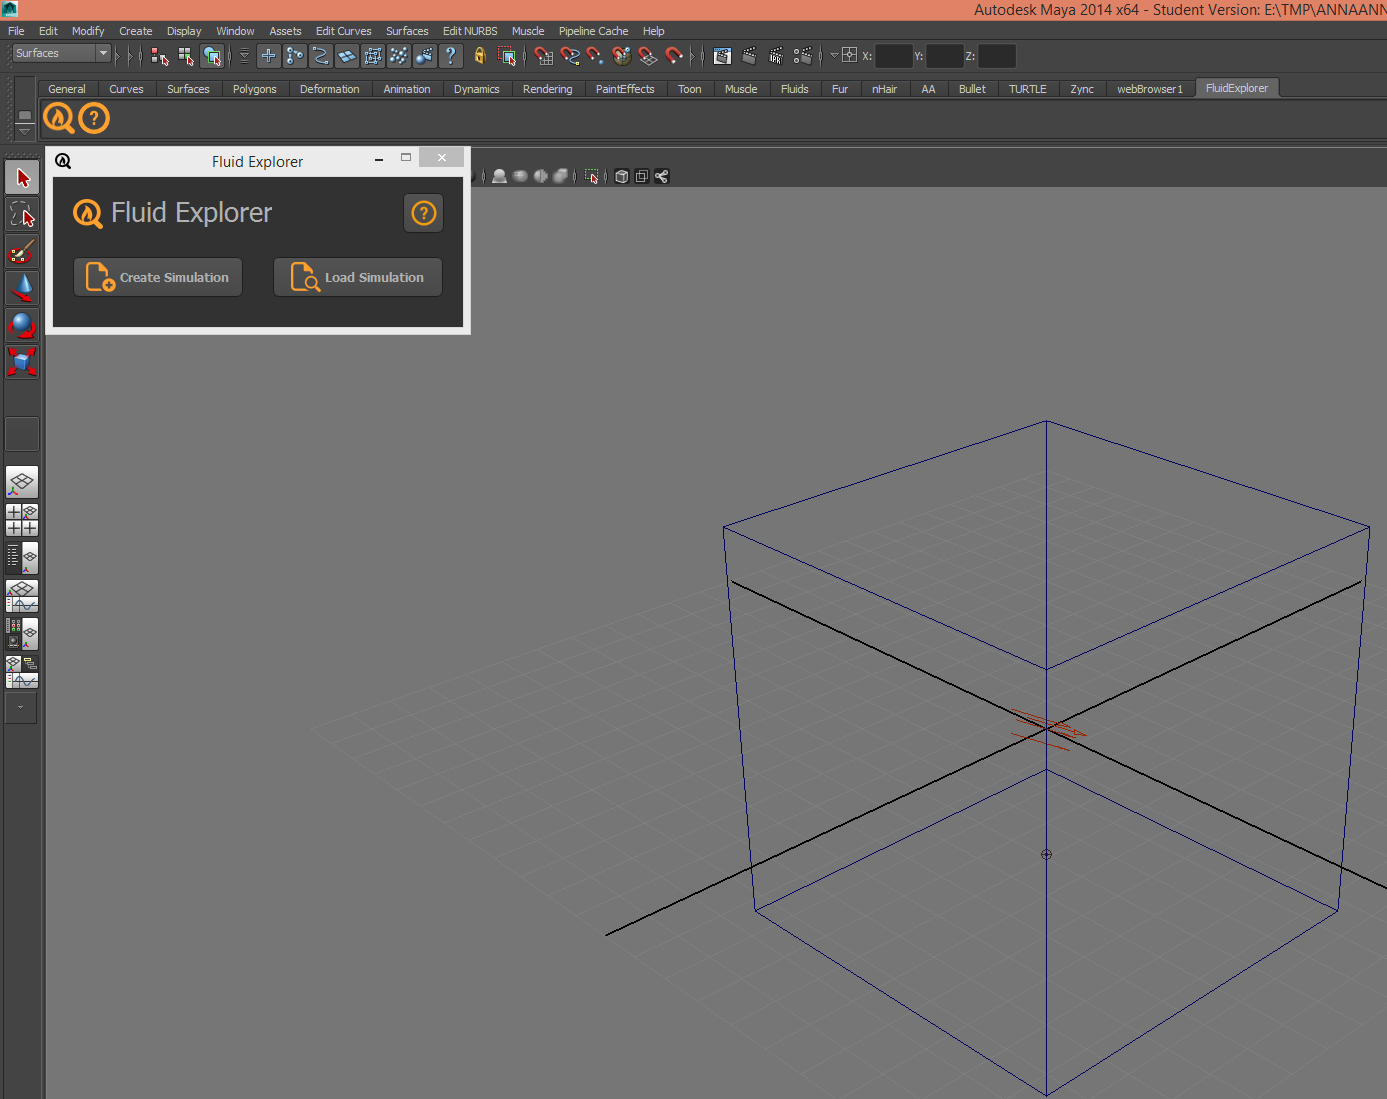 Autodesk Maya 2014 x64 - Student Version: E:\TMP\ANNAANN
File Edit Modify Create Display Window Assets Edit Curves Surfaces Edit NURBS Muscle Pipeline Cache Help
Surfaces
X: Y: Z:
General Curves Surfaces Polygons Deformation Animation Dynamics Rendering PaintEffects Toon Muscle Fluids Fur nHair AA Bullet TURTLE Zync webBrowser1 FluidExplorer
Fluid Explorer
Fluid Explorer
Create Simulation Load Simulation